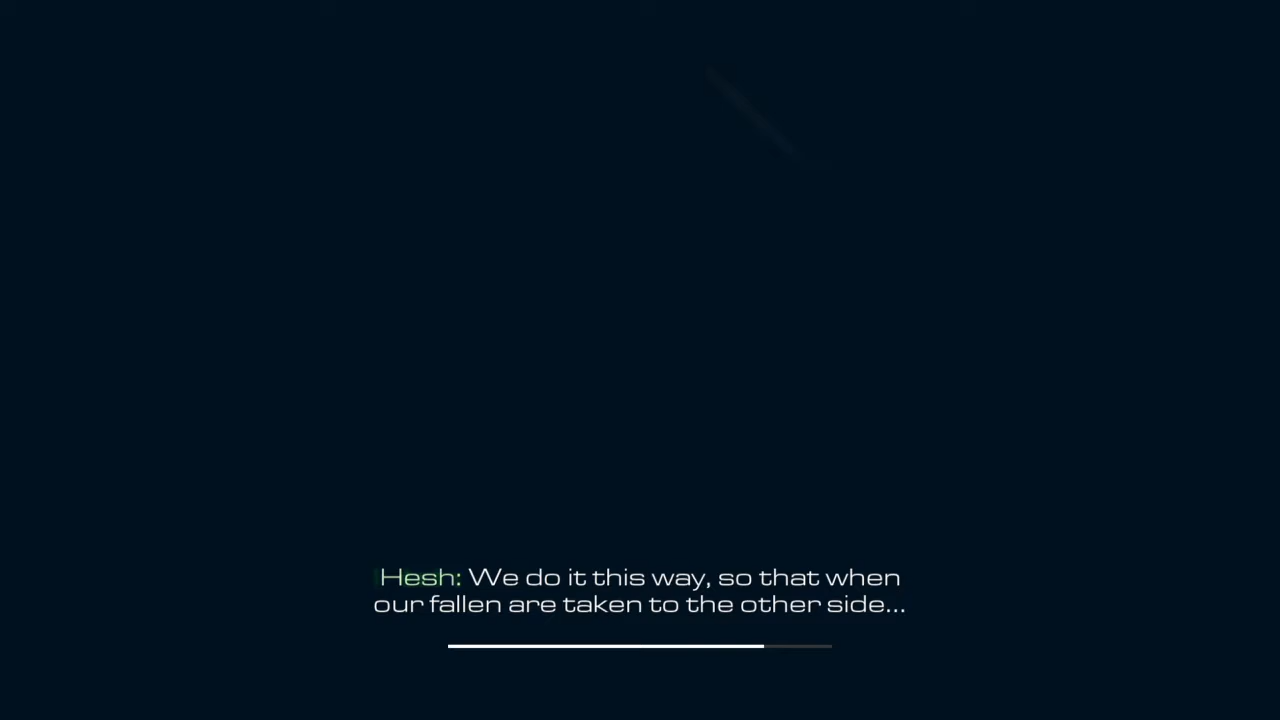 Hesh: We do it this way, so that when
our fallen are taken to the other side...